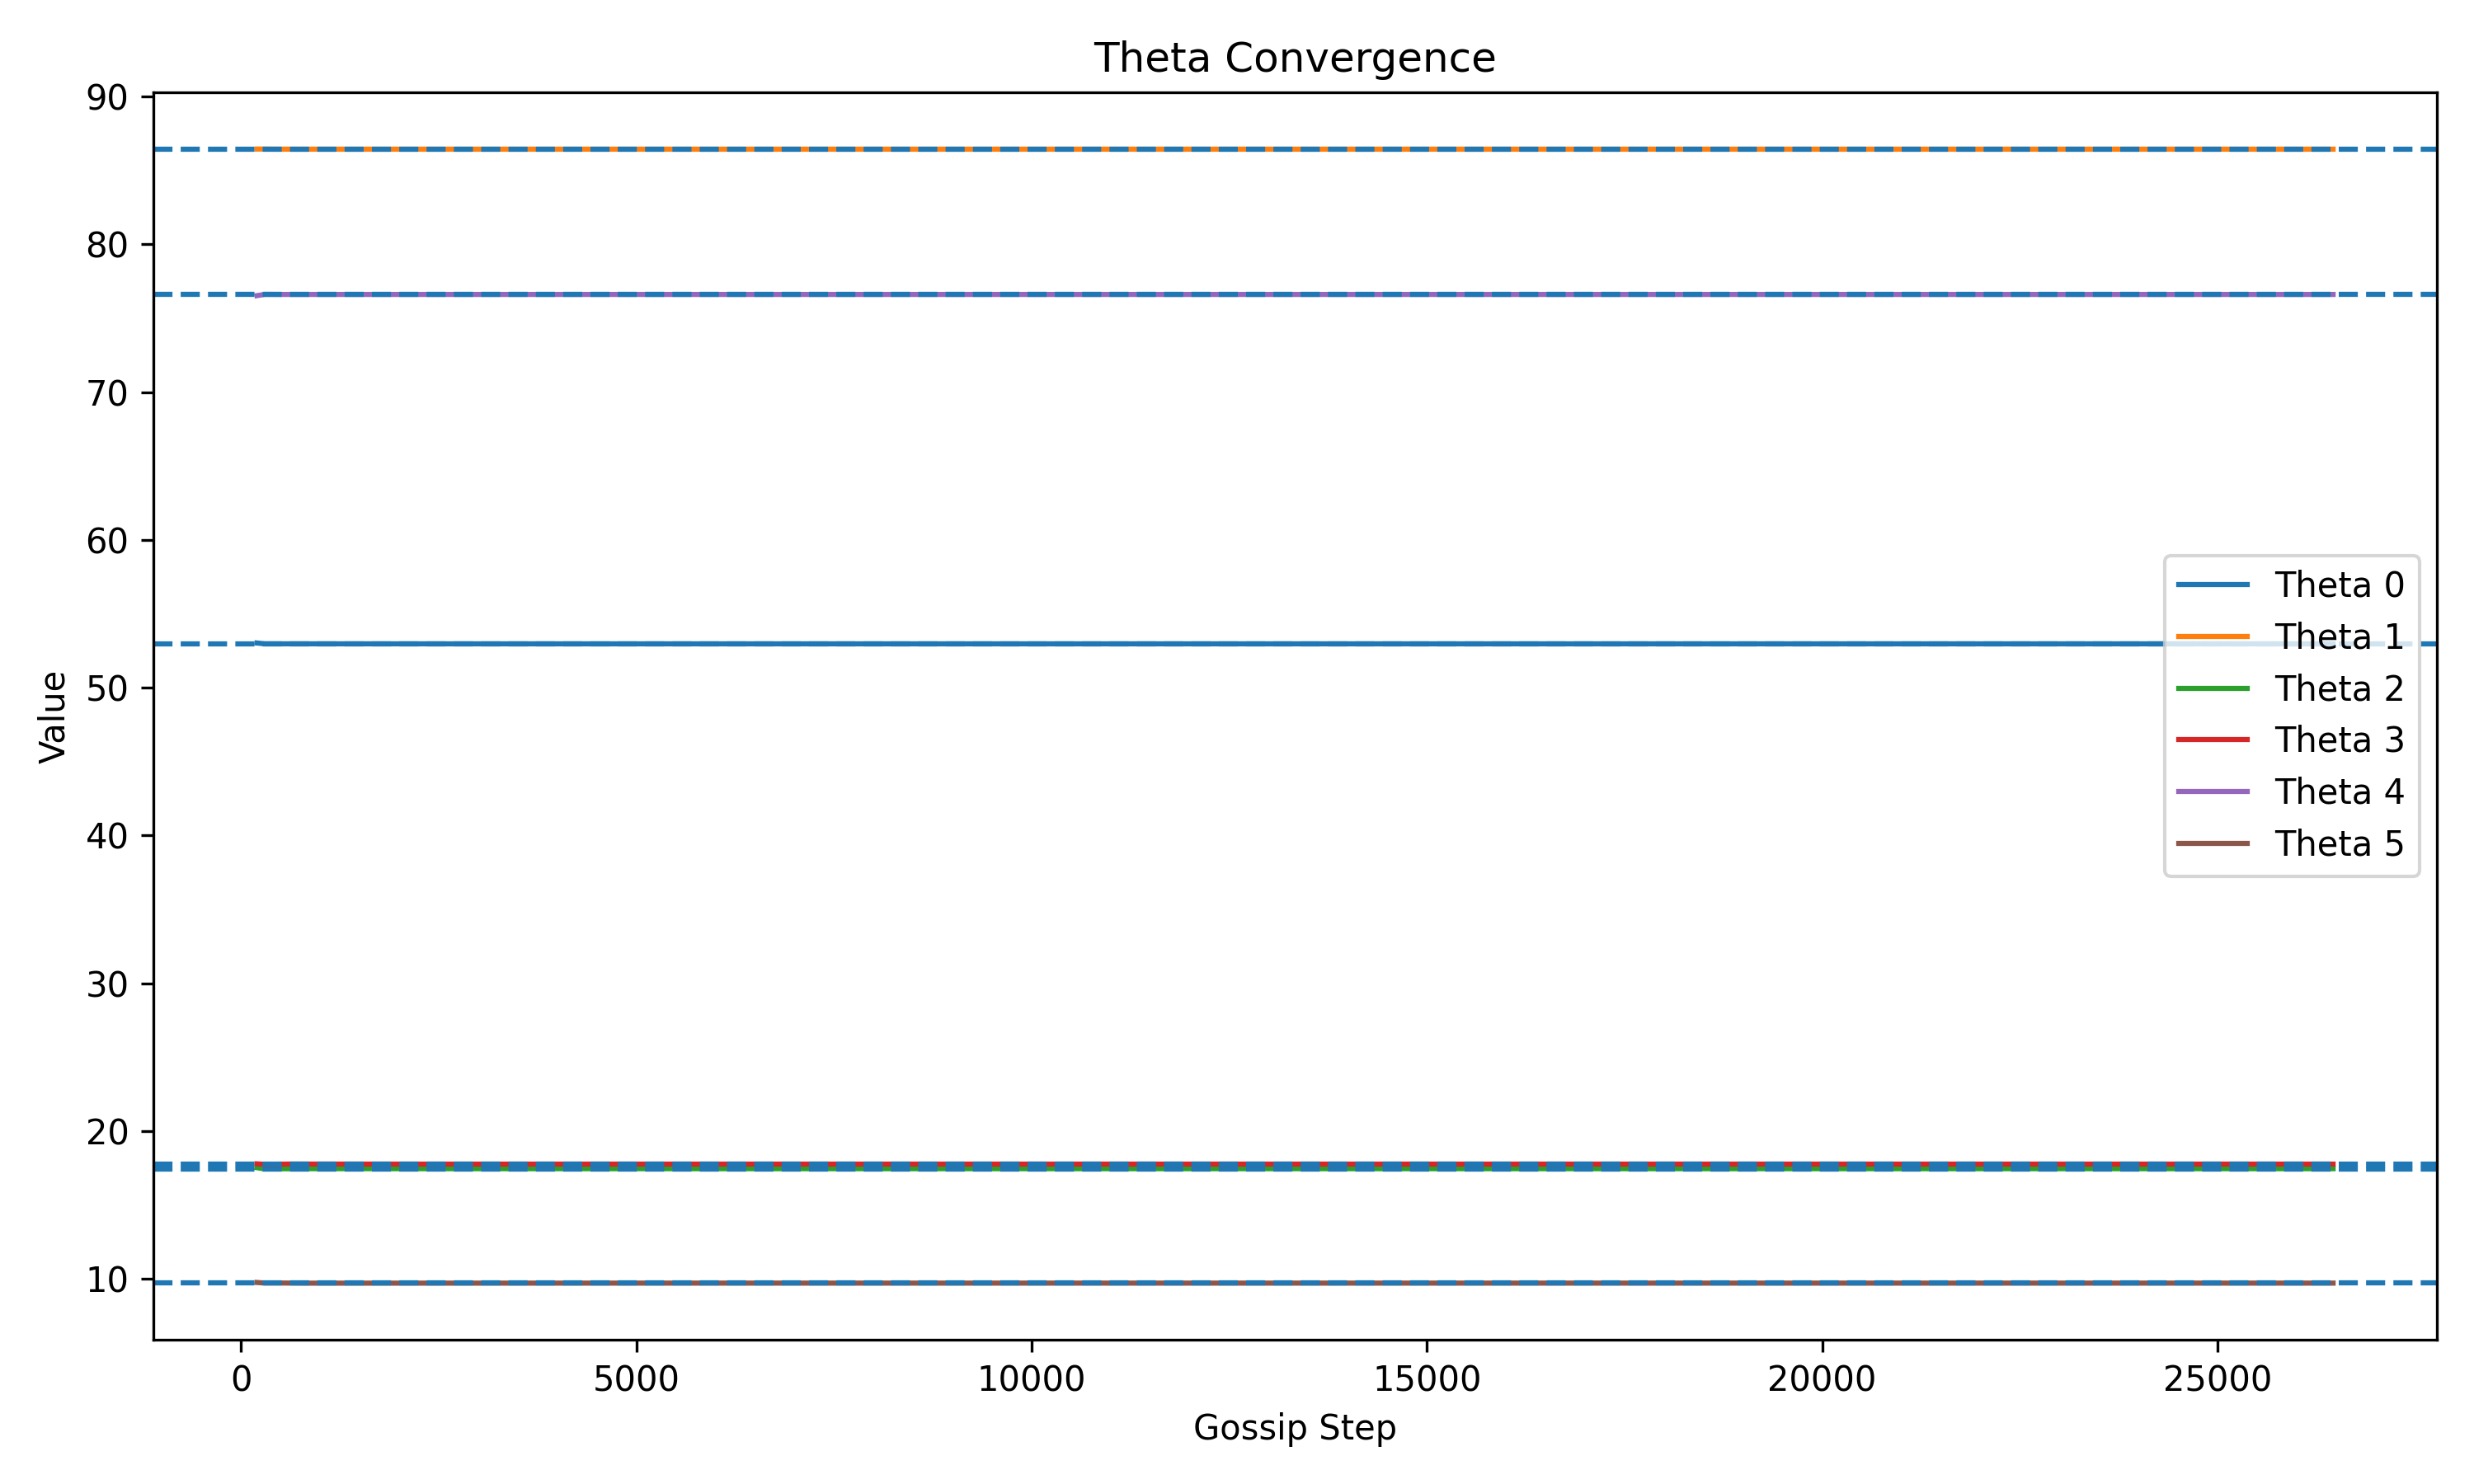 Theta Convergence
90
80
70
60
50
40
30
20
10
Value
Theta 0
Theta 1
Theta 2
Theta 3
Theta 4
Theta 5
0 5000 10000 15000 20000 25000
Gossip Step